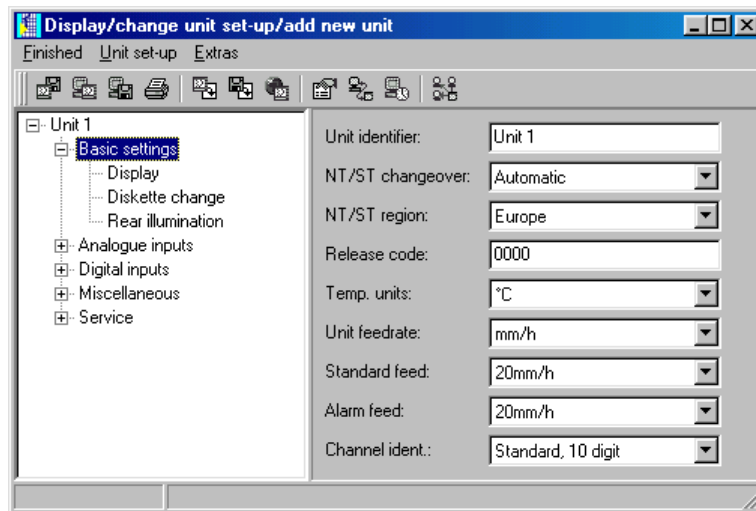 Display/change unit set-up/add new unit
Finished Unit set-up Extras
Unit 1
Basic settings
Display
Diskette change
Rear illumination
Analogue inputs
Digital inputs
Miscellaneous
Service
Unit identifier: Unit 1
NT/ST changeover: Automatic
NT/ST region: Europe
Release code: 0000
Temp. units: °C
Unit feedrate: mm/h
Standard feed: 20mm/h
Alarm feed: 20mm/h
Channel ident.: Standard, 10 digit